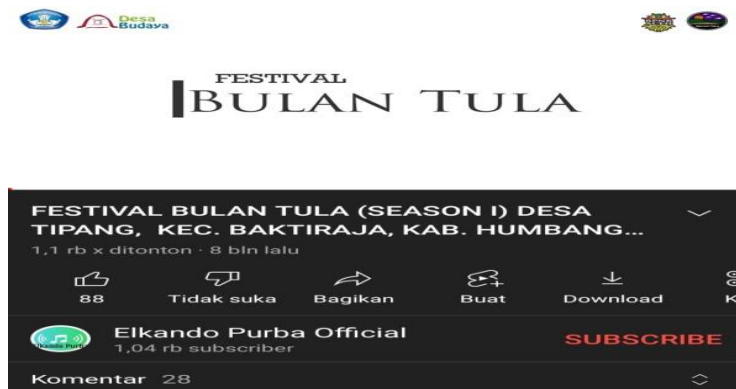 Desa
Budaya
FESTIVAL
BULAN TULA
FESTIVAL BULAN TULA (SEASON I) DESA
TIPANG, KEC. BAKTIRAJA, KAB. HUMBANG...
1,1 rb x ditonton · 8 bln lalu
88 Tidak suka Bagikan Buat Download K
Elkando Purba Official
1,04 rb subscriber
SUBSCRIBE
Komentar 28